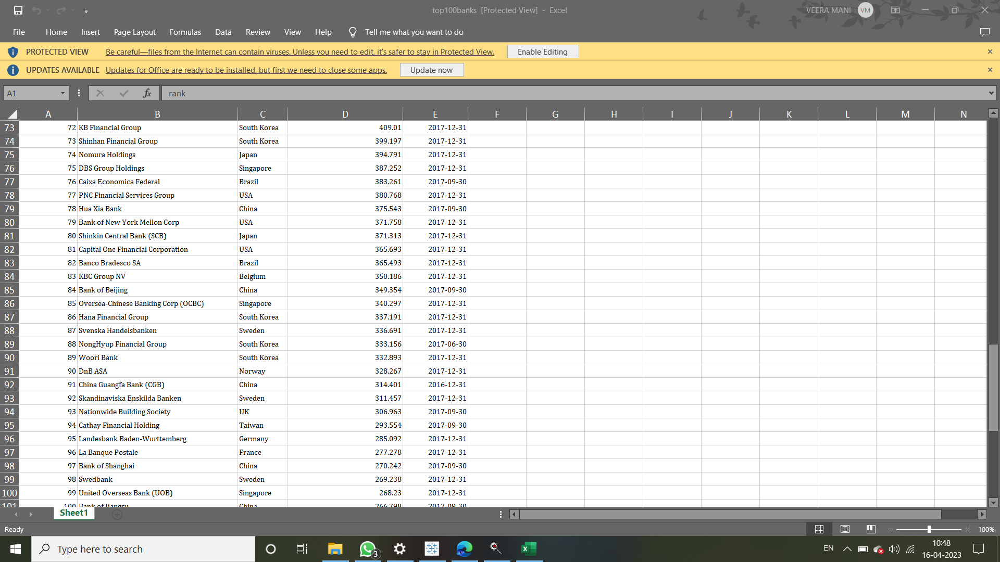 top100banks [Protected View] - Excel
VEERA MANI VM
File Home Insert Page Layout Formulas Data Review View Help Tell me what you want to do
PROTECTED VIEW Be careful—files from the Internet can contain viruses. Unless you need to edit, it's safer to stay in Protected View. Enable Editing
UPDATES AVAILABLE Updates for Office are ready to be installed, but first we need to close some apps. Update now
A1 fx rank
A B C D E F G H I J K L M N
73 72 KB Financial Group South Korea 409.01 2017-12-31
74 73 Shinhan Financial Group South Korea 399.197 2017-12-31
75 74 Nomura Holdings Japan 394.791 2017-12-31
76 75 DBS Group Holdings Singapore 387.252 2017-12-31
77 76 Caixa Economica Federal Brazil 383.261 2017-09-30
78 77 PNC Financial Services Group USA 380.768 2017-12-31
79 78 Hua Xia Bank China 375.543 2017-09-30
80 79 Bank of New York Mellon Corp USA 371.758 2017-12-31
81 80 Shinkin Central Bank (SCB) Japan 371.313 2017-12-31
82 81 Capital One Financial Corporation USA 365.693 2017-12-31
83 82 Banco Bradesco SA Brazil 365.493 2017-12-31
84 83 KBC Group NV Belgium 350.186 2017-12-31
85 84 Bank of Beijing China 349.354 2017-09-30
86 85 Oversea-Chinese Banking Corp (OCBC) Singapore 340.297 2017-12-31
87 86 Hana Financial Group South Korea 337.191 2017-12-31
88 87 Svenska Handelsbanken Sweden 336.691 2017-12-31
89 88 NongHyup Financial Group South Korea 333.156 2017-06-30
90 89 Woori Bank South Korea 332.893 2017-12-31
91 90 DnB ASA Norway 328.267 2017-12-31
92 91 China Guangfa Bank (CGB) China 314.401 2016-12-31
93 92 Skandinaviska Enskilda Banken Sweden 311.457 2017-12-31
94 93 Nationwide Building Society UK 306.963 2017-09-30
95 94 Cathay Financial Holding Taiwan 293.554 2017-09-30
96 95 Landesbank Baden-Wurttemberg Germany 285.092 2017-12-31
97 96 La Banque Postale France 277.278 2017-12-31
98 97 Bank of Shanghai China 270.242 2017-09-30
99 98 Swedbank Sweden 269.238 2017-12-31
100 99 United Overseas Bank (UOB) Singapore 268.23 2017-12-31
101 100 Bank of Jiangsu China 266.798 2017-09-30
Sheet1
Ready 100%
Type here to search 3 EN 10:48
16-04-2023